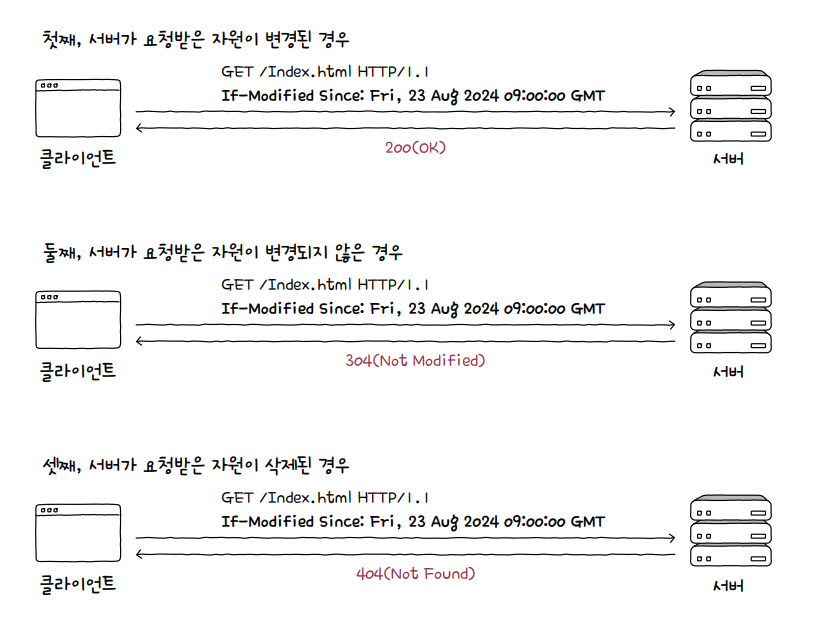 첫째, 서버가 요청받은 자원이 변경된 경우
GET /Index.html HTTP/1.1
If-Modified Since: Fri, 23 Aug 2024 09:00:00 GMT
200(OK)
클라이언트
서버
둘째, 서버가 요청받은 자원이 변경되지 않은 경우
GET /Index.html HTTP/1.1
If-Modified Since: Fri, 23 Aug 2024 09:00:00 GMT
304(Not Modified)
클라이언트
서버
셋째, 서버가 요청받은 자원이 삭제된 경우
GET /Index.html HTTP/1.1
If-Modified Since: Fri, 23 Aug 2024 09:00:00 GMT
404(Not Found)
클라이언트
서버